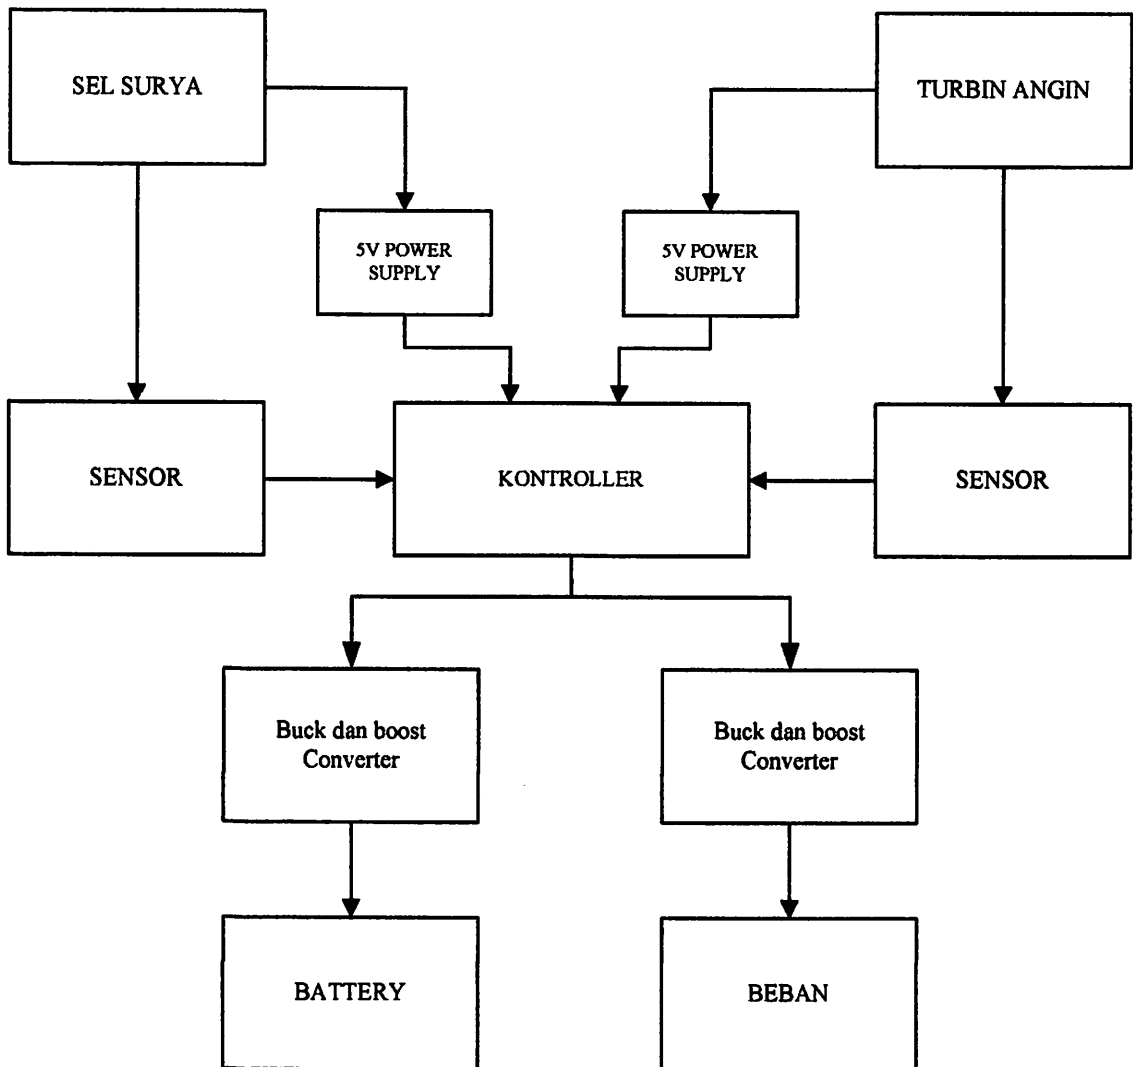 SEL SURYA
TURBIN ANGIN
5V POWER
SUPPLY
5V POWER
SUPPLY
SENSOR
KONTROLLER
SENSOR
Buck dan boost
Converter
Buck dan boost
Converter
BATTERY
BEBAN